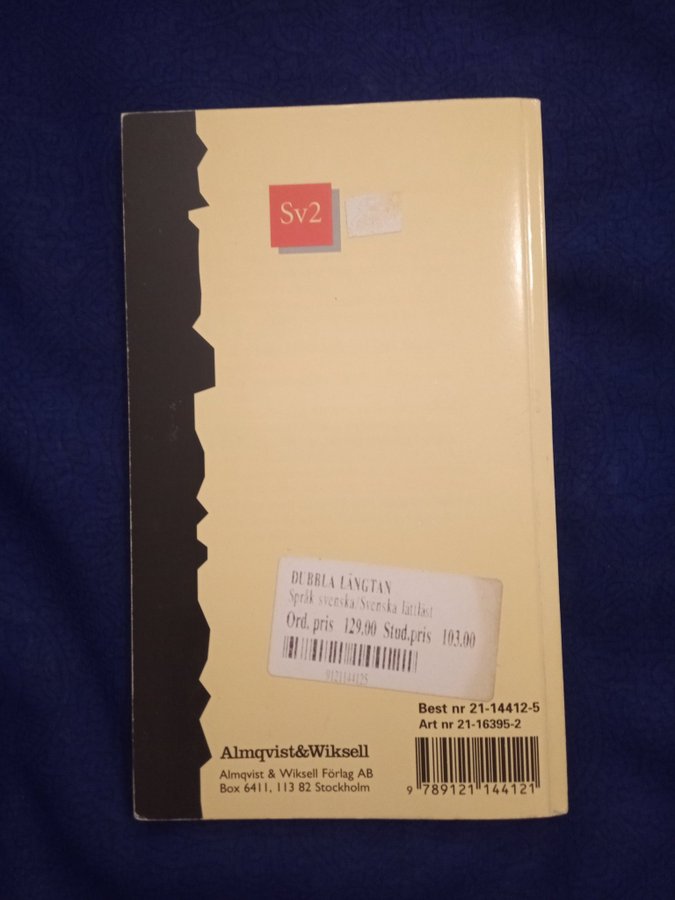 Sv2
DUBBLA LÄNGTAN
Språk svenska/Svenska lättläst
Ord. pris 129.00 Stud.pris 103.00
9121144125
Best nr 21-14412-5
Art nr 21-16395-2
Almqvist&Wiksell
Almqvist & Wiksell Förlag AB
Box 6411, 113 82 Stockholm
9 789121 144121